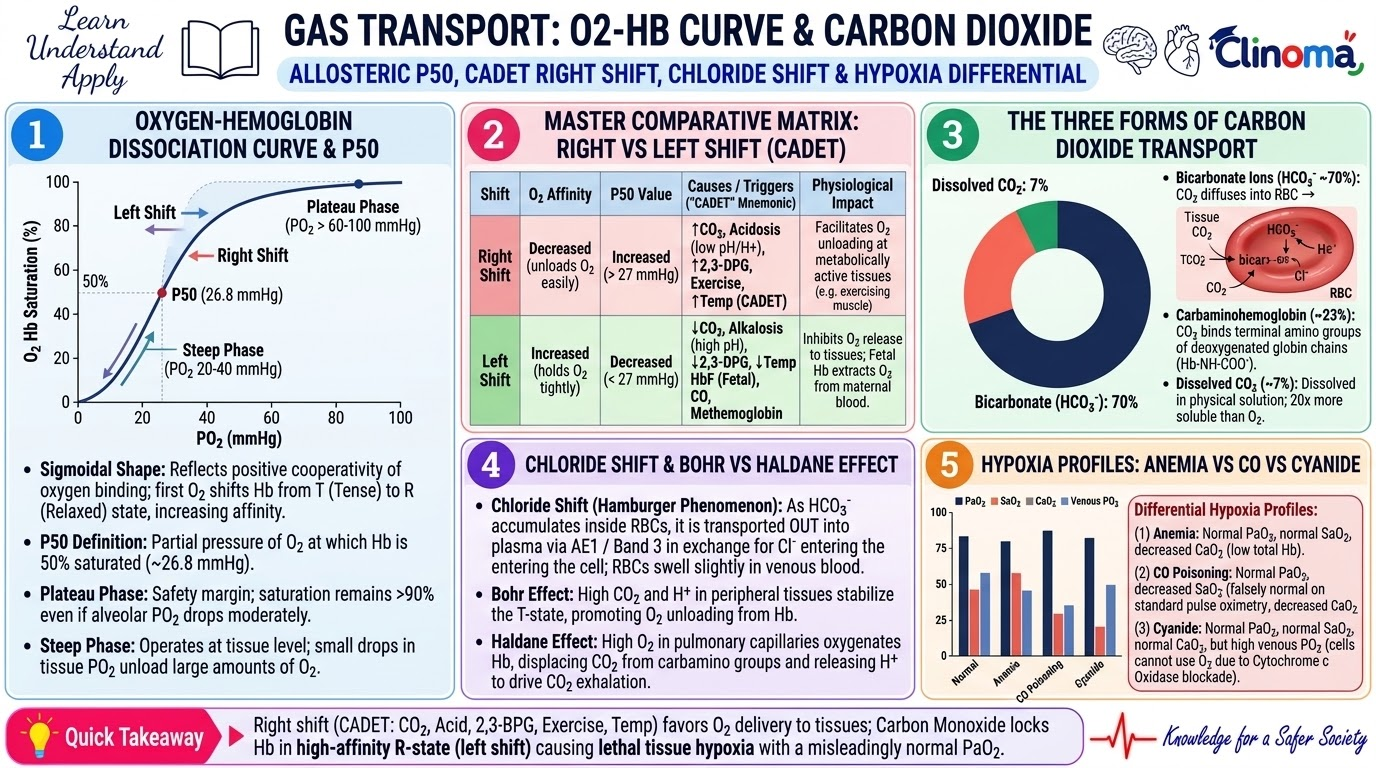 Learn
Understand
Apply
GAS TRANSPORT: O2-HB CURVE & CARBON DIOXIDE
ALLOSTERIC P50, CADET RIGHT SHIFT, CHLORIDE SHIFT & HYPOXIA DIFFERENTIAL
Clinoma
1
OXYGEN-HEMOGLOBIN
DISSOCIATION CURVE & P50
O₂ Hb Saturation (%)
100
80
60
40
20
0
50%
Left Shift
Right Shift
Plateau Phase
(PO₂ > 60-100 mmHg)
P50 (26.8 mmHg)
Steep Phase
(PO₂ 20-40 mmHg)
0 20 40 60 80 100
PO₂ (mmHg)
• Sigmoidal Shape: Reflects positive cooperativity of
oxygen binding; first O₂ shifts Hb from T (Tense) to R
(Relaxed) state, increasing affinity.
• P50 Definition: Partial pressure of O₂ at which Hb is
50% saturated (~26.8 mmHg).
• Plateau Phase: Safety margin; saturation remains >90%
even if alveolar PO₂ drops moderately.
• Steep Phase: Operates at tissue level; small drops in
tissue PO₂ unload large amounts of O₂.
2
MASTER COMPARATIVE MATRIX:
RIGHT VS LEFT SHIFT (CADET)
Shift
O₂ Affinity
P50 Value
Causes / Triggers
("CADET" Mnemonic)
Physiological
Impact
Right
Shift
Decreased
(unloads O₂
easily)
Increased
(> 27 mmHg)
↑CO₃, Acidosis
(low pH/H+),
↑2,3-DPG,
Exercise,
↑Temp (CADET)
Facilitates O₂
unloading at
metabolically
active tissues
(e.g. exercising
muscle)
Left
Shift
Increased
(holds O₂
tightly)
Decreased
(< 27 mmHg)
↓CO₃, Alkalosis
(high pH),
↓2,3-DPG, ↓Temp
HbF (Fetal),
CO,
Methemoglobin
Inhibits O₂ release
to tissues; Fetal
Hb extracts O₂
from maternal
blood.
3
THE THREE FORMS OF CARBON
DIOXIDE TRANSPORT
Dissolved CO₂: 7%
Bicarbonate (HCO₃⁻): 70%
• Bicarbonate Ions (HCO₃⁻ ~70%):
CO₂ diffuses into RBC →
Tissue
CO₂
TCO₂
CO₂
Cl⁻
RBC
• Carbaminohemoglobin (~23%):
CO₂ binds terminal amino groups
of deoxygenated globin chains
(Hb-NH-COO⁻).
• Dissolved CO₂ (~7%): Dissolved
in physical solution; 20x more
soluble than O₂.
4
CHLORIDE SHIFT & BOHR VS HALDANE EFFECT
• Chloride Shift (Hamburger Phenomenon): As HCO₃⁻
accumulates inside RBCs, it is transported OUT into
plasma via AE1 / Band 3 in exchange for Cl⁻ entering the
entering the cell; RBCs swell slightly in venous blood.
• Bohr Effect: High CO₂ and H⁺ in peripheral tissues stabilize
the T-state, promoting O₂ unloading from Hb.
• Haldane Effect: High O₂ in pulmonary capillaries oxygenates
Hb, displacing CO₂ from carbamino groups and releasing H⁺
to drive CO₂ exhalation.
5
HYPOXIA PROFILES: ANEMIA VS CO VS CYANIDE
PaO₂ SaO₂ CaO₂ Venous PO₃
100
75
50
25
0
Normal
CO Poisoning
Differential Hypoxia Profiles:
(1) Anemia: Normal PaO₃, normal SaO₂,
decreased CaO₂ (low total Hb).
(2) CO Poisoning: Normal PaO₂,
decreased SaO₂ (falsely normal on
standard pulse oximetry, decreased CaO₂
(3) Cyanide: Normal PaO₂, normal SaO₂,
normal CaO₂, but high venous PO₂ (cells
cannot use O₂ due to Cytochrome c
Oxidase blockade).
Quick Takeaway
Right shift (CADET: CO₂, Acid, 2,3-BPG, Exercise, Temp) favors O₂ delivery to tissues; Carbon Monoxide locks
Hb in high-affinity R-state (left shift) causing lethal tissue hypoxia with a misleadingly normal PaO₂.
Knowledge for a Safer Society